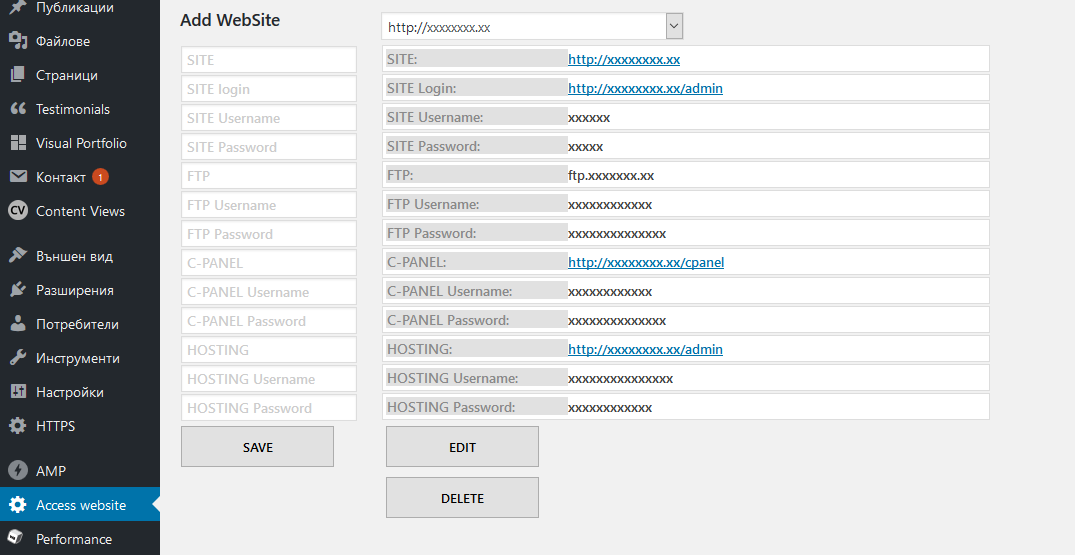 Публикации
Файлове
Страници
Testimonials
Visual Portfolio
Контакт 1
CV Content Views
Външен вид
Разширения
Потребители
Инструменти
Настройки
HTTPS
AMP
Access website
Performance
Add WebSite
SITE
SITE login
SITE Username
SITE Password
FTP
FTP Username
FTP Password
C-PANEL
C-PANEL Username
C-PANEL Password
HOSTING
HOSTING Username
HOSTING Password
SAVE
http://xxxxxxxx.xx
SITE: http://xxxxxxxx.xx
SITE Login: http://xxxxxxxx.xx/admin
SITE Username: xxxxxx
SITE Password: xxxxx
FTP: ftp.xxxxxxx.xx
FTP Username: xxxxxxxxxxxx
FTP Password: xxxxxxxxxxxxxx
C-PANEL: http://xxxxxxxx.xx/cpanel
C-PANEL Username: xxxxxxxxxxxx
C-PANEL Password: xxxxxxxxxxxxxx
HOSTING: http://xxxxxxxx.xx/admin
HOSTING Username: xxxxxxxxxxxxxxx
HOSTING Password: xxxxxxxxxxxx
EDIT
DELETE